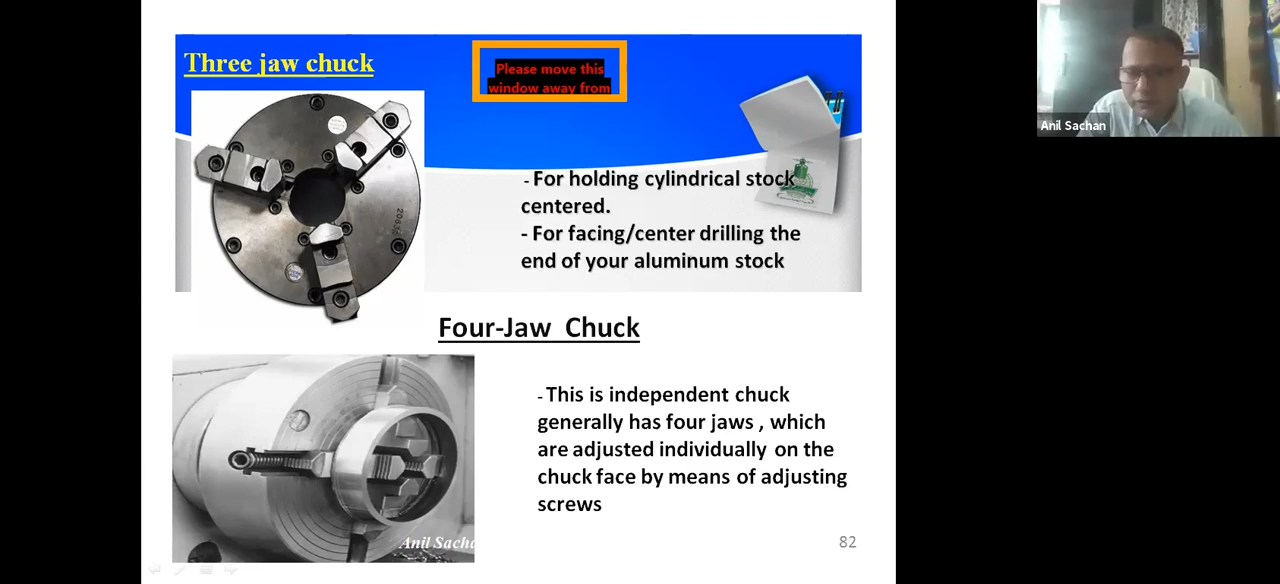 Three jaw chuck
Please move this
window away from
Anil Sachan
- For holding cylindrical stock
centered.
- For facing/center drilling the
end of your aluminum stock
Four-Jaw Chuck
- This is independent chuck
generally has four jaws , which
are adjusted individually on the
chuck face by means of adjusting
screws
Anil Sacha
82